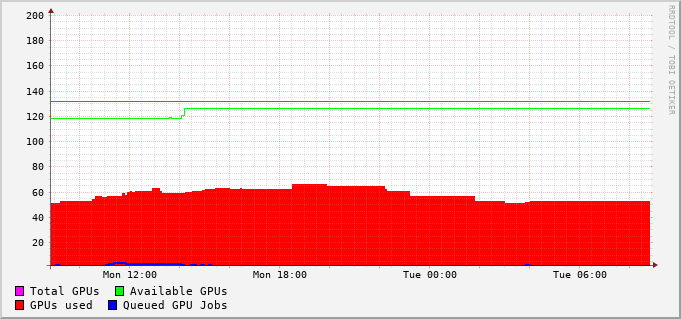 200
180
160
140
120
100
80
60
40
20
Mon 12:00 Mon 18:00 Tue 00:00 Tue 06:00
Total GPUs Available GPUs
GPUs used Queued GPU Jobs
RRDTOOL / TOBI OETIKER